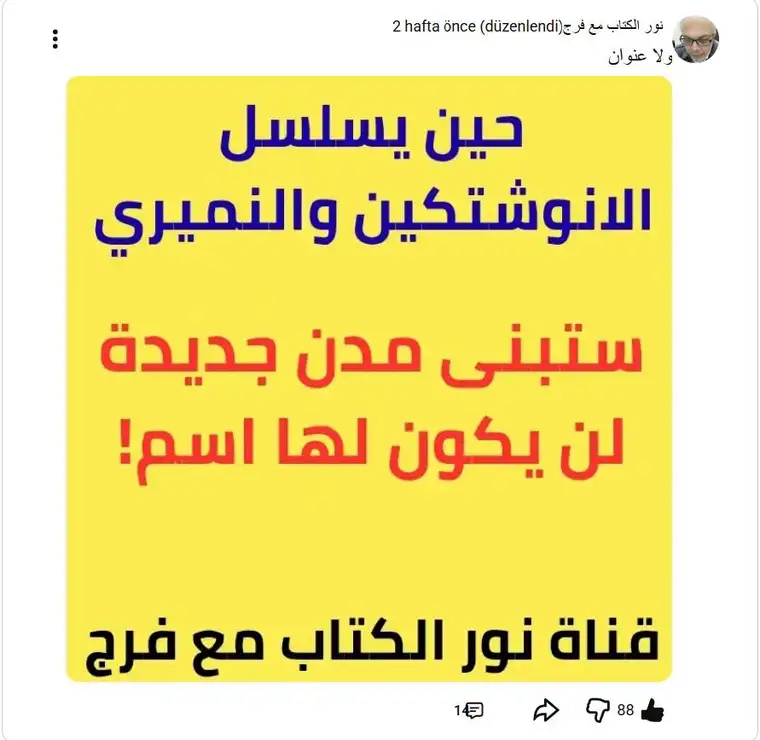 نور الكتاب مع فرج(düzenlendi) 2 hafta önce
ولا عنوان
حين يسلسل
الانوشتكين والنميري
ستبنى مدن جديدة
لن يكون لها اسم!
قناة نور الكتاب مع فرج
88
14